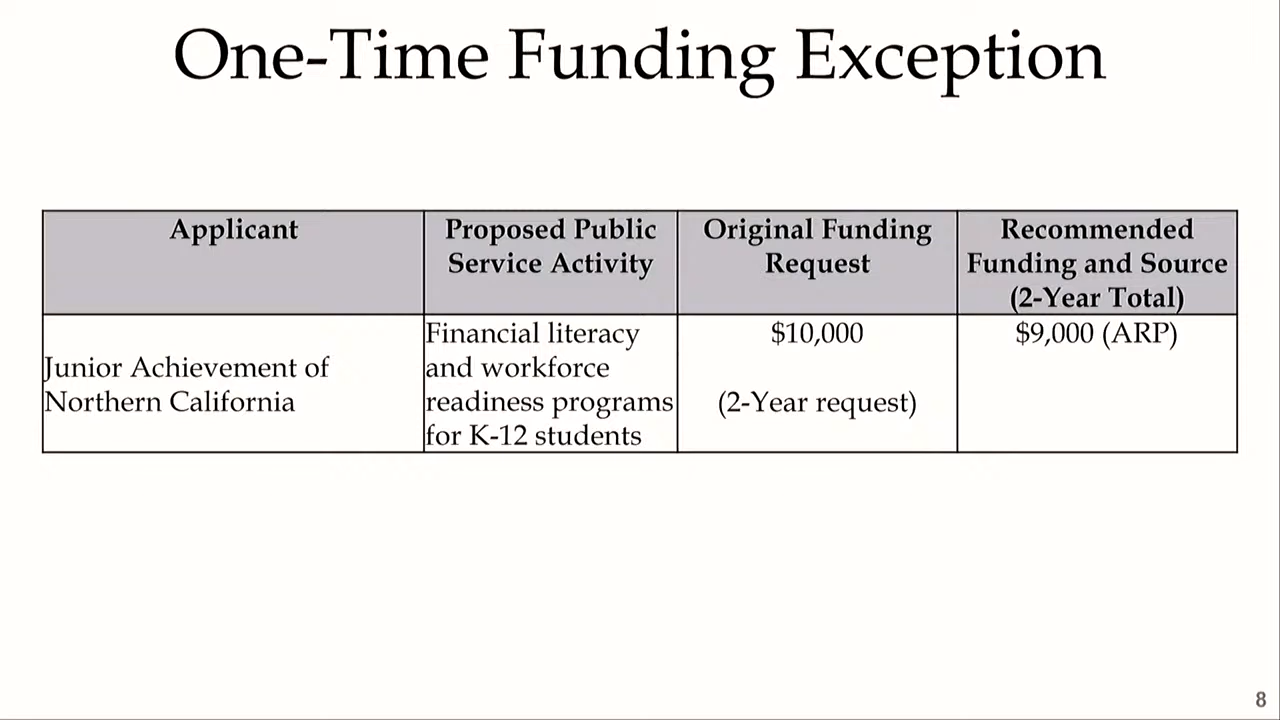 One-Time Funding Exception
Applicant
Proposed Public
Service Activity
Original Funding
Request
Recommended
Funding and Source
(2-Year Total)
Junior Achievement of
Northern California
Financial literacy
and workforce
readiness programs
for K-12 students
$10,000
(2-Year request)
$9,000 (ARP)
8